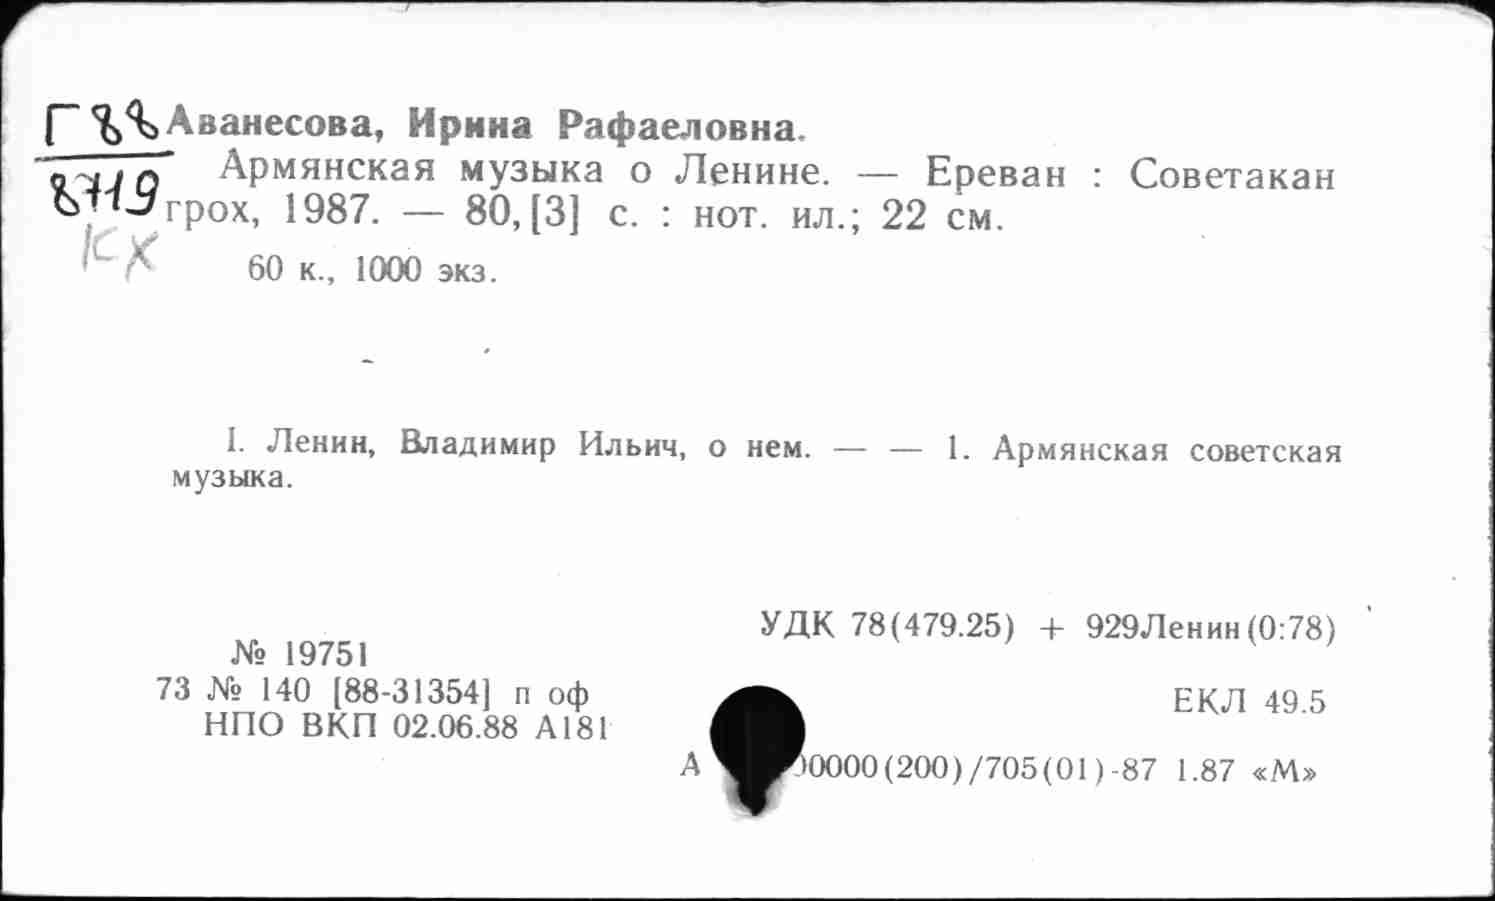 Г 88 Аванесова, Ирина Рафаеловна.
8719 Армянская музыка о Ленине. — Ереван : Советакан
грох, 1987. — 80, [3] с. : нот. ил.; 22 см.
КХ
60 к., 1000 экз.
I. Ленин, Владимир Ильич, о нем. — — 1. Армянская советская
музыка.
УДК 78(479.25) + 929Ленин(0:78)
№ 19751
73 № 140 [88-31354] п оф
ЕКЛ 49.5
НПО ВКП 02.06.88 А181
А 00000(200)/705(01)-87 1.87 «М»